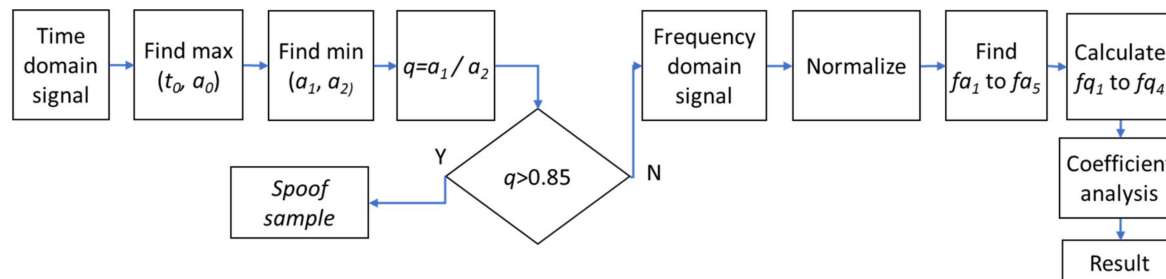 Time
domain
signal
Find max
(t₀, a₀)
Find min
(a₁, a₂)
q=a₁ / a₂
q>0.85
Y
Spoof
sample
N
Frequency
domain
signal
Normalize
Find
fa₁ to fa₅
Calculate
fq₁ to fq₄
Coefficient
analysis
Result